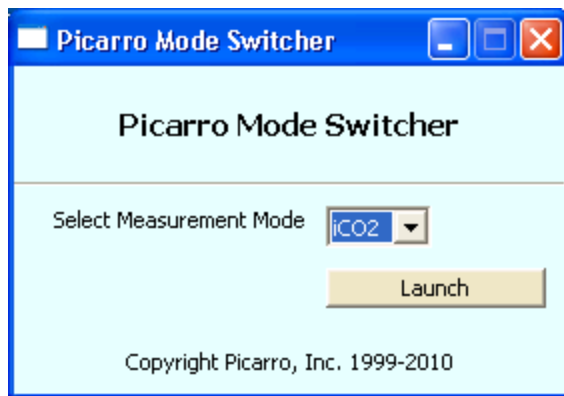 Picarro Mode Switcher
Picarro Mode Switcher
Select Measurement Mode iCO2
Launch
Copyright Picarro, Inc. 1999-2010